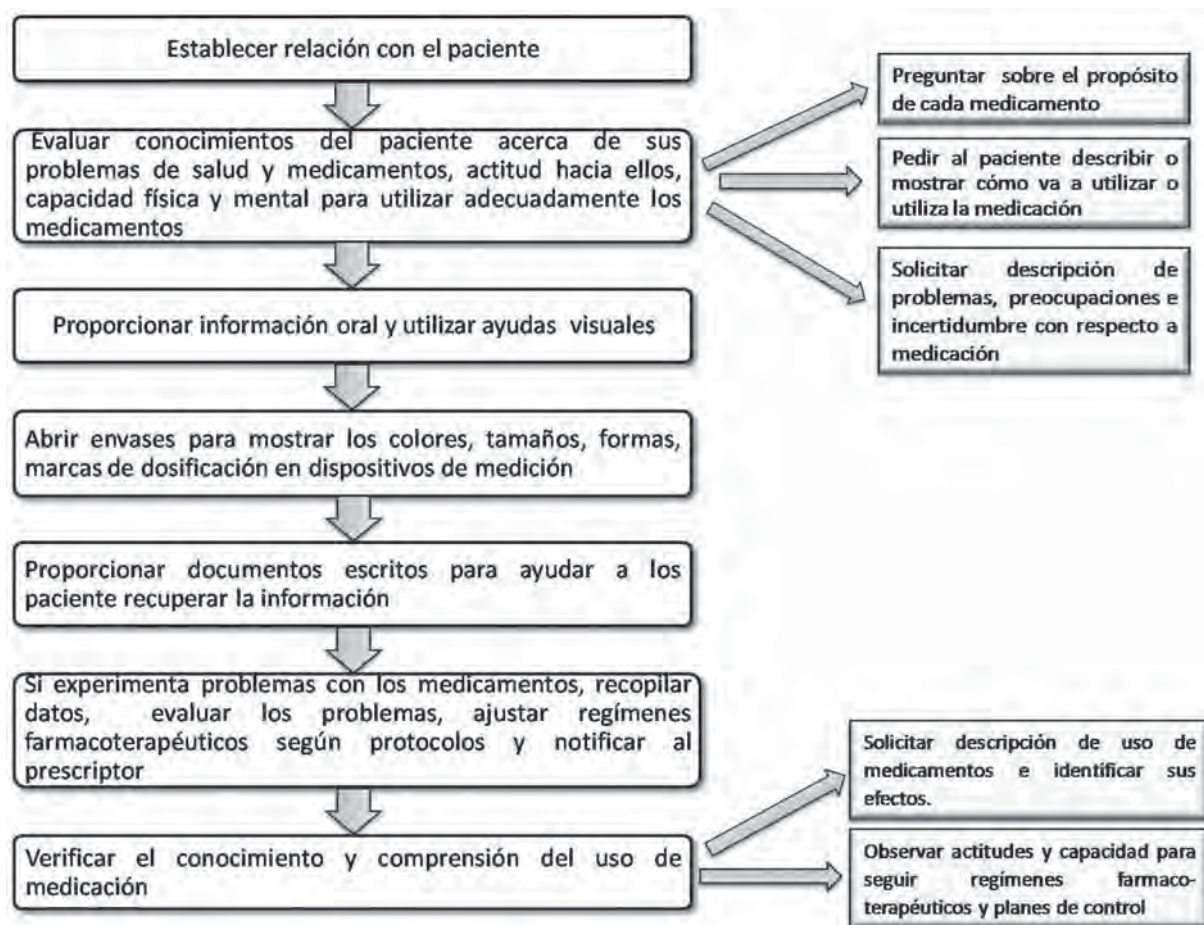 Establecer relación con el paciente
Evaluar conocimientos del paciente acerca de sus
problemas de salud y medicamentos, actitud hacia ellos,
capacidad física y mental para utilizar adecuadamente los
medicamentos
Preguntar sobre el propósito
de cada medicamento
Pedir al paciente describir o
mostrar cómo va a utilizar o
utiliza la medicación
Solicitar descripción de
problemas, preocupaciones e
incertidumbre con respecto a
medicación
Proporcionar información oral y utilizar ayudas visuales
Abrir envases para mostrar los colores, tamaños, formas,
marcas de dosificación en dispositivos de medición
Proporcionar documentos escritos para ayudar a los
paciente recuperar la información
Si experimenta problemas con los medicamentos, recopilar
datos, evaluar los problemas, ajustar regímenes
farmacoterapéuticos según protocolos y notificar al
prescriptor
Verificar el conocimiento y comprensión del uso de
medicación
Solicitar descripción de uso de
medicamentos e identificar sus
efectos.
Observar actitudes y capacidad para
seguir regímenes farmaco-
terapéuticos y planes de control